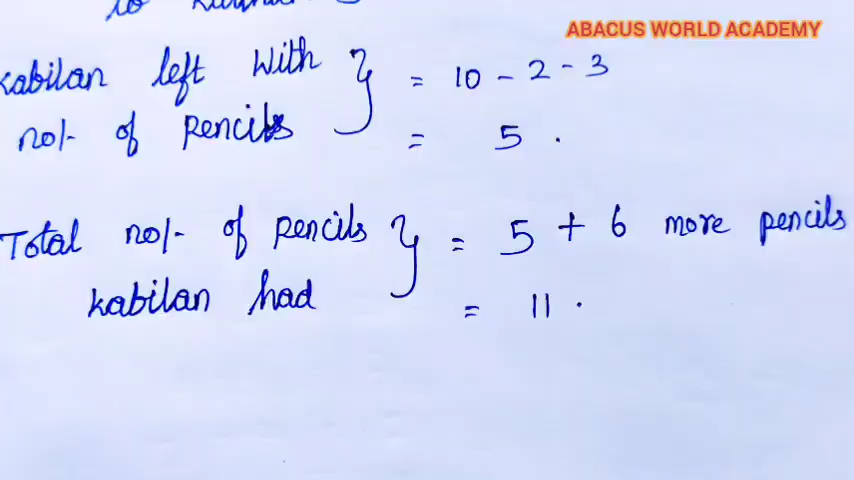 to
ABACUS WORLD ACADEMY
kabilan left with } = 10 - 2 - 3
no/- of pencils = 5 .
Total no/- of pencils } = 5 + 6 more pencils
kabilan had = 11 .